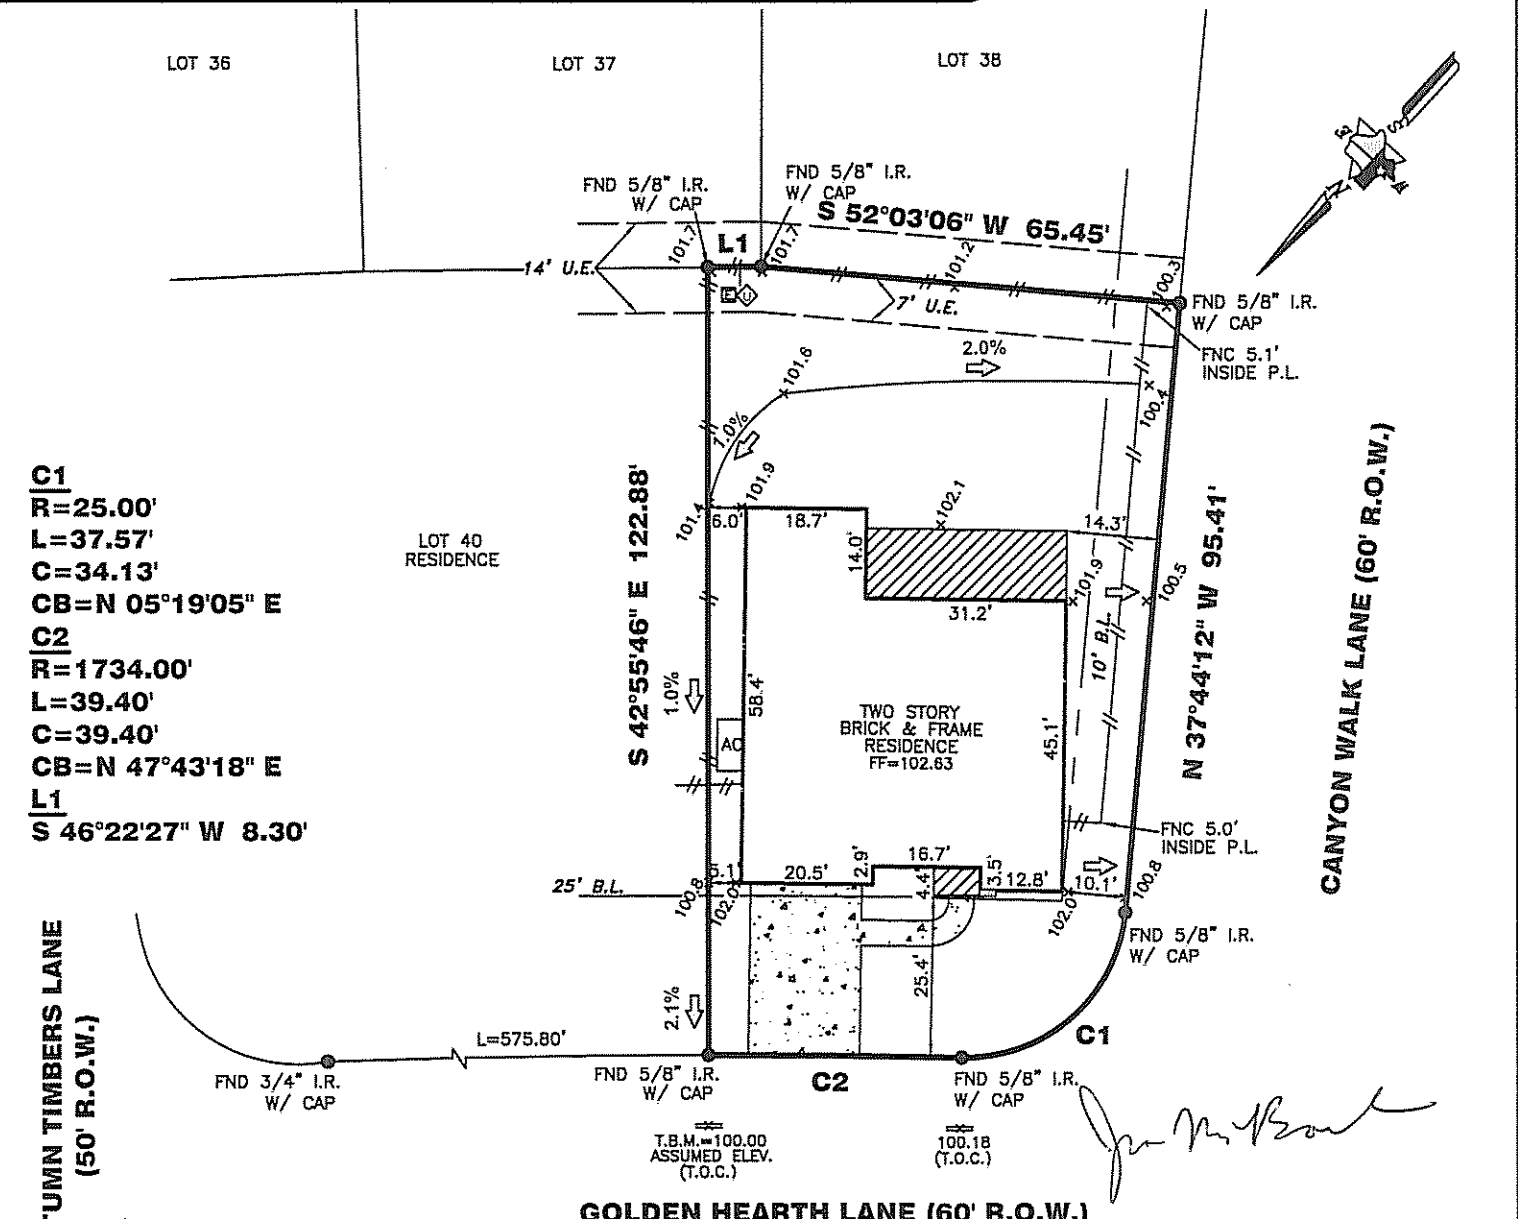 LOT 36
LOT 37
LOT 38
FND 5/8" I.R.
W/ CAP
FND 5/8" I.R.
W/ CAP
S 52°03'06" W 65.45'
101.7
L1
101.7
101.2
100.3
14' U.E.
E
U
7' U.E.
FND 5/8" I.R.
W/ CAP
FNC 5.1'
INSIDE P.L.
2.0%
101.6
100.4
1.0%
101.9
102.1
101.4
6.0'
18.7'
14.3'
14.0'
31.2'
101.9
100.5
10' B.L.
S 42°55'46" E 122.88'
N 37°44'12" W 95.41'
CANYON WALK LANE (60' R.O.W.)
C1
R=25.00'
L=37.57'
C=34.13'
CB=N 05°19'05" E
C2
R=1734.00'
L=39.40'
C=39.40'
CB=N 47°43'18" E
L1
S 46°22'27" W 8.30'
LOT 40
RESIDENCE
1.0%
58.4'
AC
TWO STORY
BRICK & FRAME
RESIDENCE
FF=102.63
45.1'
FNC 5.0'
INSIDE P.L.
25' B.L.
100.8
5.1'
102.0
20.5'
2.9'
16.7'
4.4'
3.5'
12.8'
10.1'
102.0
100.8
FND 5/8" I.R.
W/ CAP
25.4'
2.1%
TUMN TIMBERS LANE
(50' R.O.W.)
L=575.80'
C1
C2
FND 3/4" I.R.
W/ CAP
FND 5/8" I.R.
W/ CAP
FND 5/8" I.R.
W/ CAP
T.B.M.=100.00
ASSUMED ELEV.
(T.O.C.)
100.18
(T.O.C.)
GOLDEN HEARTH LANE (60' R.O.W.)